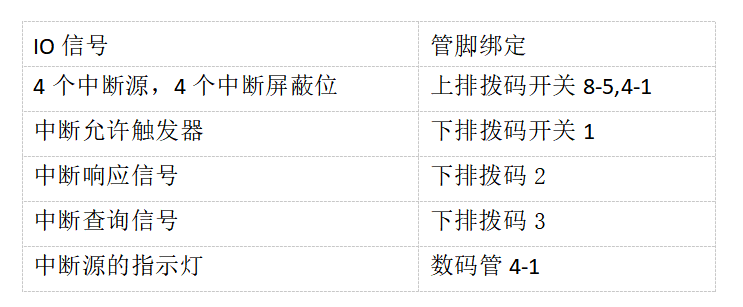 IO 信号 管脚绑定
4 个中断源，4 个中断屏蔽位 上排拨码开关 8-5,4-1
中断允许触发器 下排拨码开关 1
中断响应信号 下排拨码 2
中断查询信号 下排拨码 3
中断源的指示灯 数码管 4-1